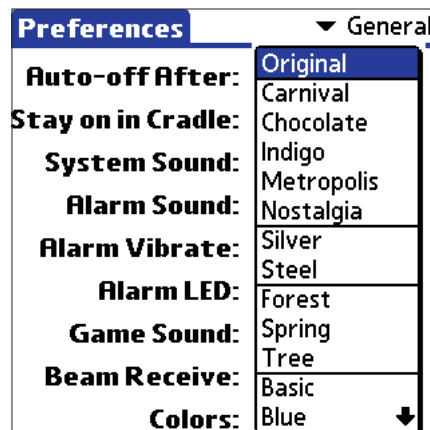 Preferences
General
Auto-off After:
Stay on in Cradle:
System Sound:
Alarm Sound:
Alarm Vibrate:
Alarm LED:
Game Sound:
Beam Receive:
Colors:
Original
Carnival
Chocolate
Indigo
Metropolis
Nostalgia
Silver
Steel
Forest
Spring
Tree
Basic
Blue